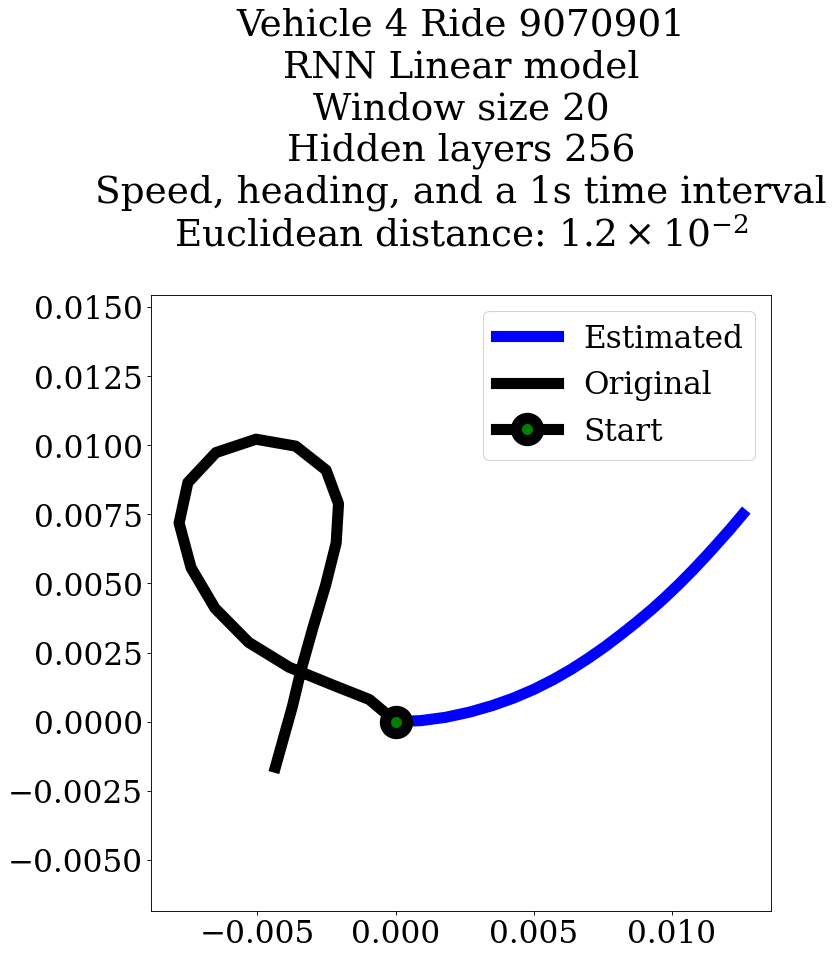 Vehicle 4 Ride 9070901
RNN Linear model
Window size 20
Hidden layers 256
Speed, heading, and a 1s time interval
Euclidean distance: 1.2 × 10⁻²
0.0150
0.0125
0.0100
0.0075
0.0050
0.0025
0.0000
−0.0025
−0.0050
Estimated
Original
Start
−0.005 0.000 0.005 0.010